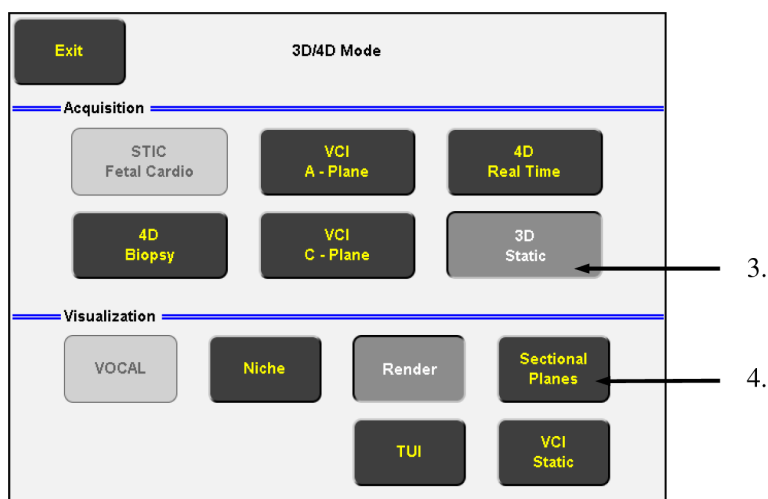 Exit
3D/4D Mode
Acquisition
STIC
Fetal Cardio
VCI
A - Plane
4D
Real Time
4D
Biopsy
VCI
C - Plane
3D
Static
3.
Visualization
VOCAL
Niche
Render
Sectional
Planes
4.
TUI
VCI
Static